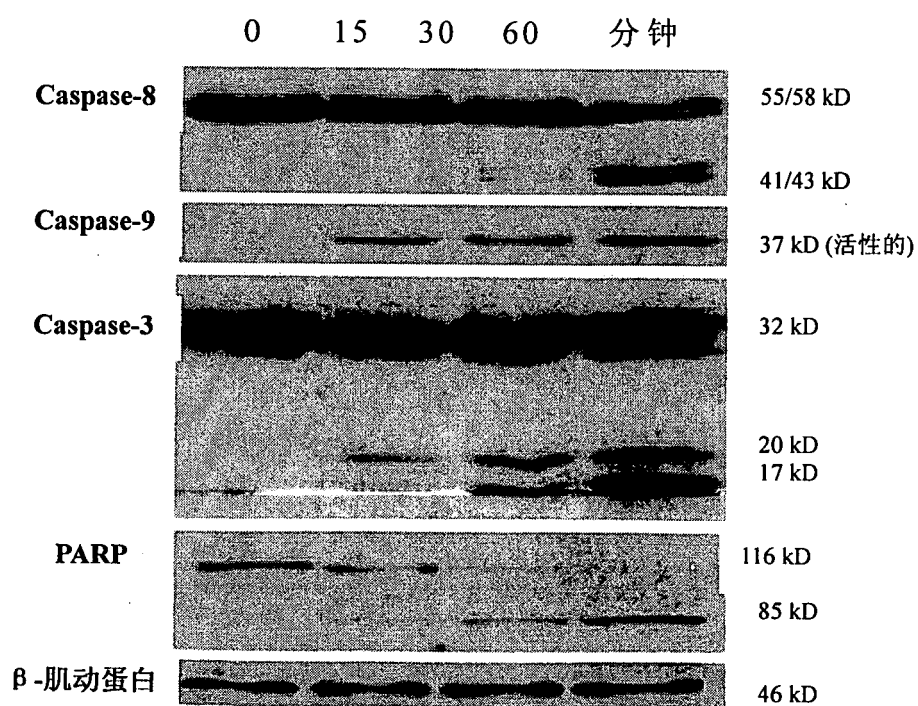 0 15 30 60 分钟
Caspase-8 55/58 kD
41/43 kD
Caspase-9 37 kD (活性的)
Caspase-3 32 kD
20 kD
17 kD
PARP 116 kD
85 kD
β-肌动蛋白 46 kD